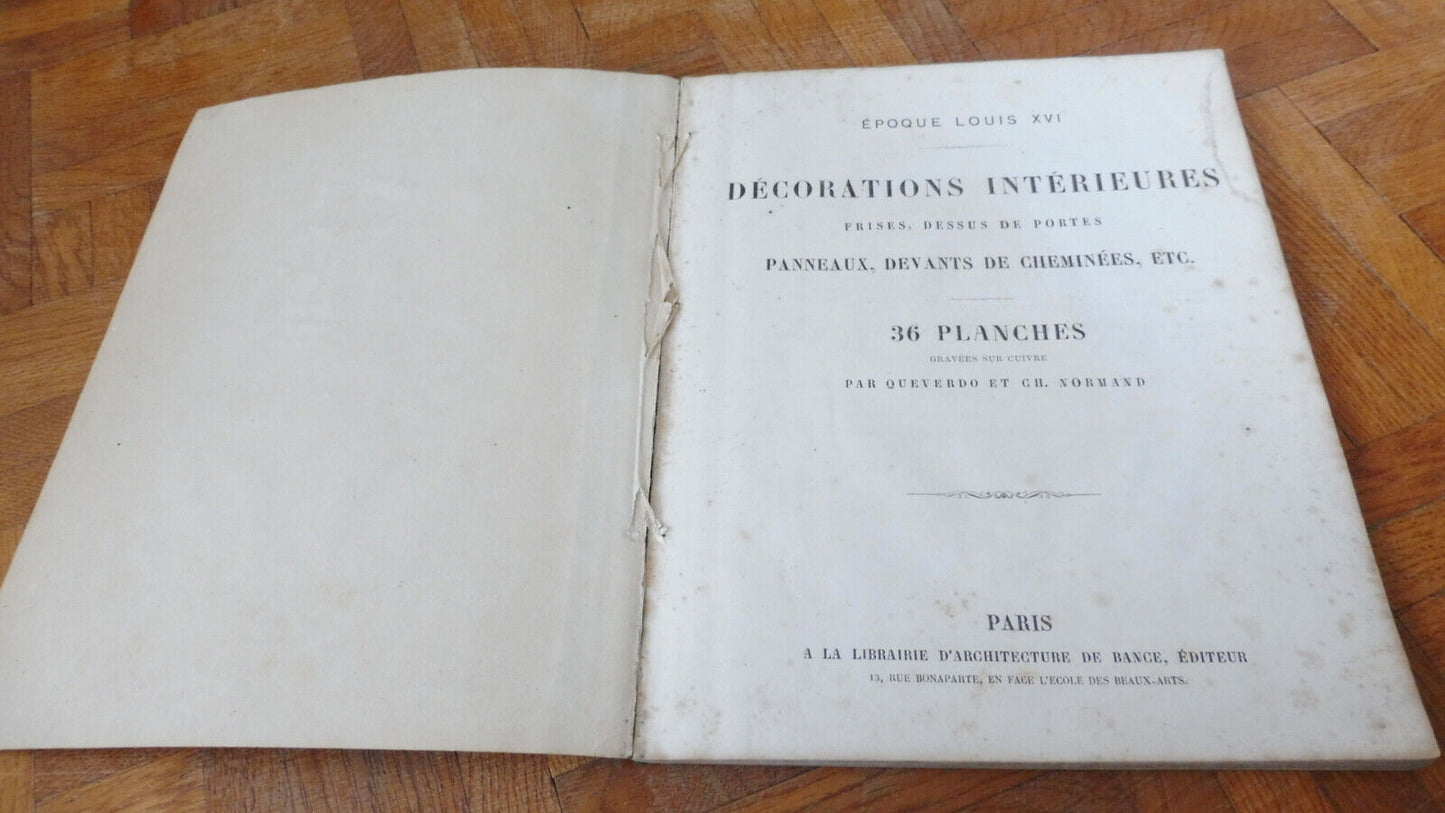 ÉPOQUE LOUIS XVI
DÉCORATIONS INTÉRIEURES
FRISES, DESSUS DE PORTES
PANNEAUX, DEVANTS DE CHEMINÉES, ETC.
36 PLANCHES
GRAVÉES SUR CUIVRE
PAR QUEVERDO ET CH. NORMAND
PARIS
A LA LIBRAIRIE D'ARCHITECTURE DE BANCE, ÉDITEUR
13, RUE BONAPARTE, EN FACE L'ÉCOLE DES BEAUX-ARTS.